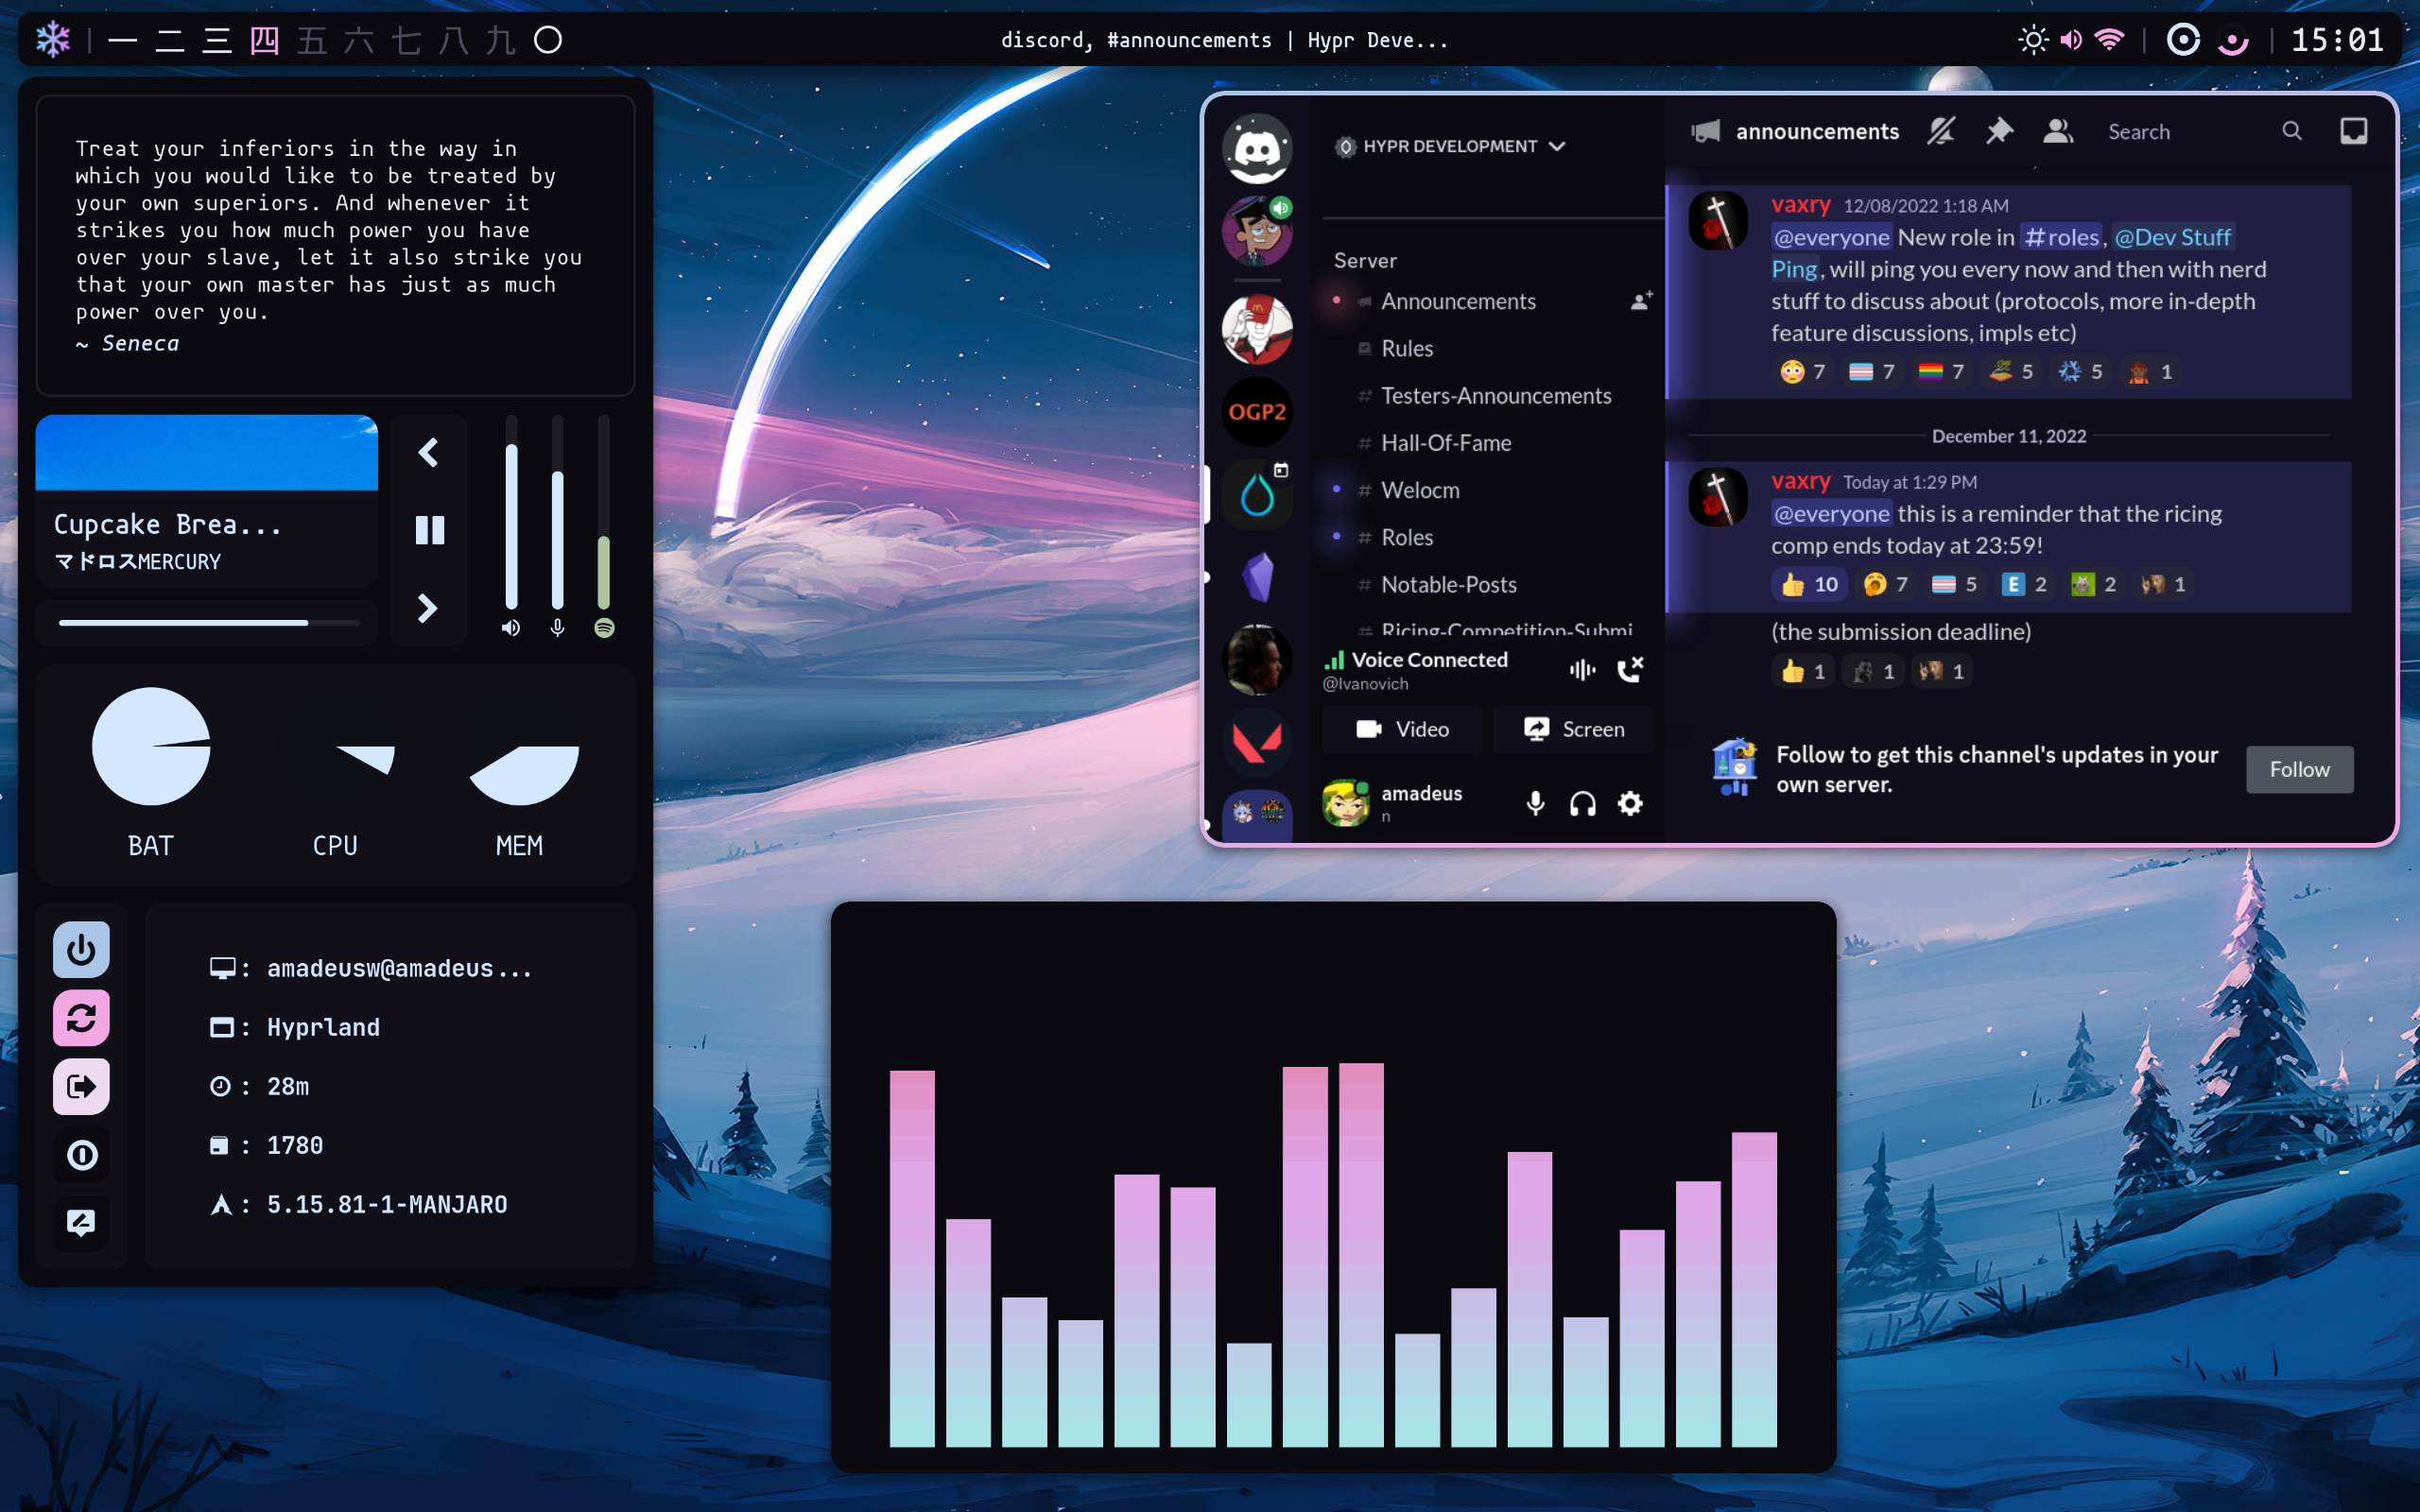 一 二 三 四 五 六 七 八 九
discord, #announcements | Hypr Deve...
15:01
Treat your inferiors in the way in
which you would like to be treated by
your own superiors. And whenever it
strikes you how much power you have
over your slave, let it also strike you
that your own master has just as much
power over you.
~ Seneca
Cupcake Brea...
マドロスMERCURY
BAT
CPU
MEM
: amadeusw@amadeus...
: Hyprland
: 28m
: 1780
: 5.15.81-1-MANJARO
OGP2
HYPR DEVELOPMENT
Server
Announcements
Rules
# Testers-Announcements
# Hall-Of-Fame
# Welocm
# Roles
# Notable-Posts
# Ricing-Competition-Submi
Voice Connected
@Ivanovich
Video
Screen
amadeus
n
announcements
Search
vaxry 12/08/2022 1:18 AM
@everyone New role in #roles, @Dev Stuff
Ping, will ping you every now and then with nerd
stuff to discuss about (protocols, more in-depth
feature discussions, impls etc)
7 7 7 5 5 1
December 11, 2022
vaxry Today at 1:29 PM
@everyone this is a reminder that the ricing
comp ends today at 23:59!
10 7 5 E 2 2 1
(the submission deadline)
1 1 1
Follow to get this channel's updates in your
own server.
Follow